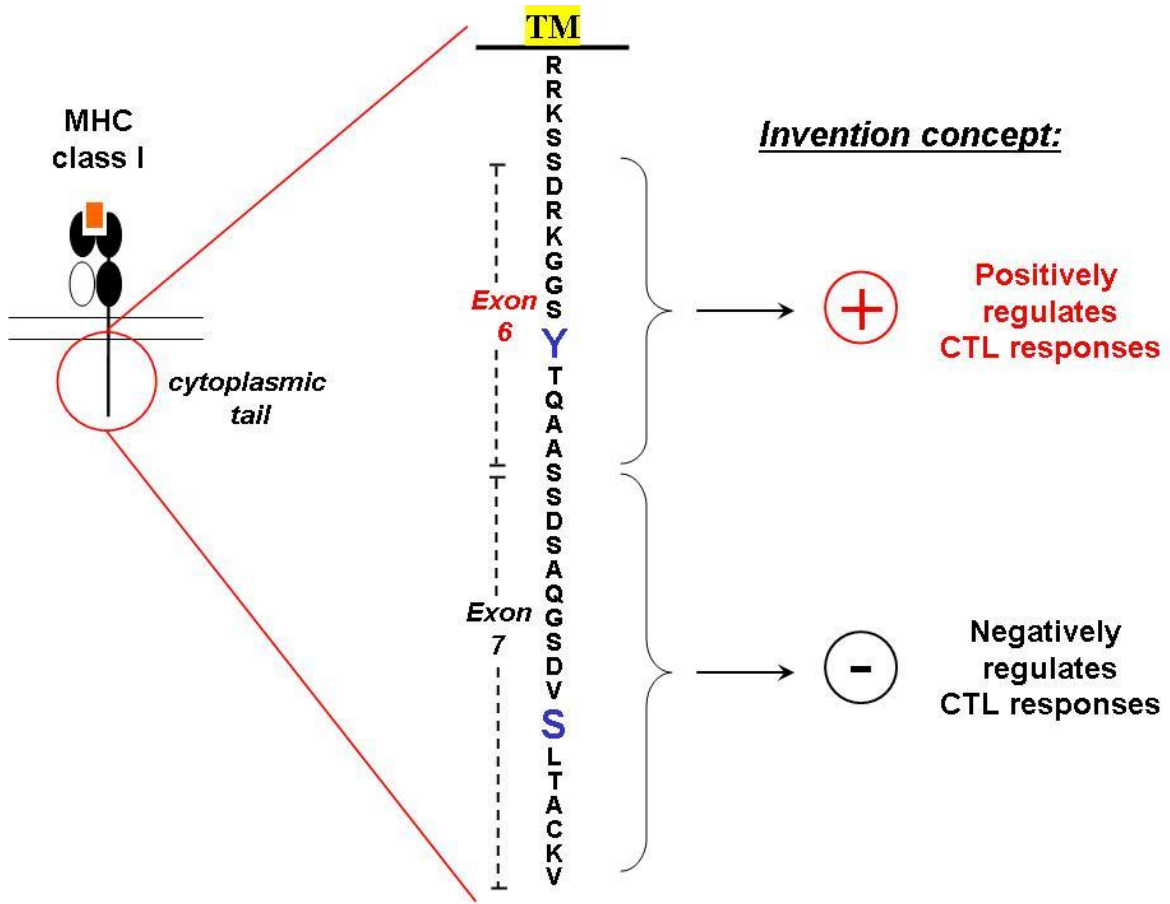 TM
MHC
class I
cytoplasmic
tail
R
R
K
S
S
D
R
K
G
G
S
Y
T
Q
A
A
S
S
D
S
A
Q
G
S
D
V
S
L
T
A
C
K
V
Exon
6
Exon
7
Invention concept:
+
Positively
regulates
CTL responses
-
Negatively
regulates
CTL responses